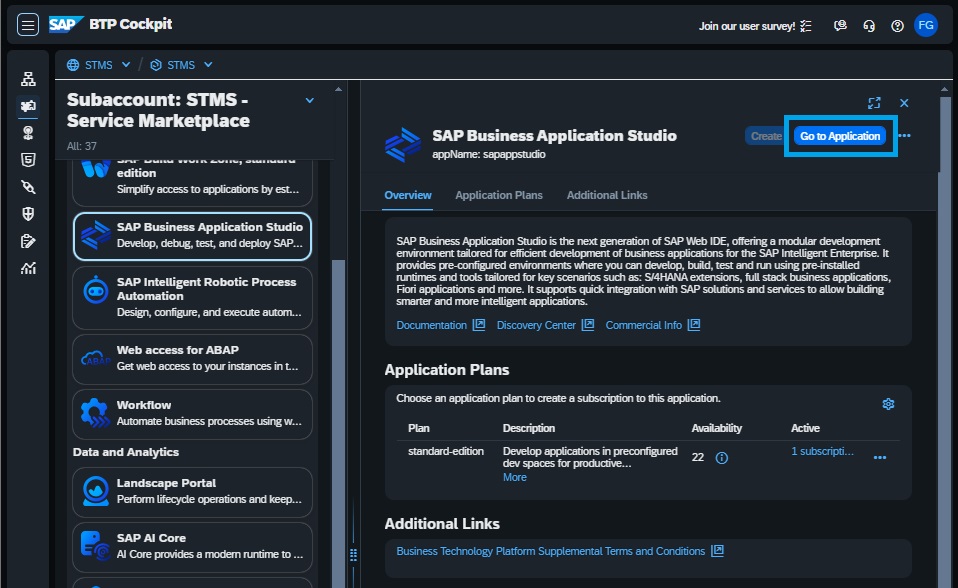 SAP BTP Cockpit
Join our user survey!
FG
STMS / STMS
Subaccount: STMS -
Service Marketplace
All: 37
SAP Build Work Zone, standard
edition
Simplify access to applications by est...
SAP Business Application Studio
Develop, debug, test, and deploy SAP...
SAP Intelligent Robotic Process
Automation
Design, configure, and execute autom...
Web access for ABAP
ABAP
Get web access to your instances in t...
Workflow
Automate business processes using w...
Data and Analytics
Landscape Portal
Perform lifecycle operations and keep...
SAP AI Core
AI Core provides a modern runtime to ...
SAP Business Application Studio
appName: sapappstudio
Create
Go to Application
Overview
Application Plans
Additional Links
SAP Business Application Studio is the next generation of SAP Web IDE, offering a modular development
environment tailored for efficient development of business applications for the SAP Intelligent Enterprise. It
provides pre-configured environments where you can develop, build, test and run using pre-installed
runtimes and tools tailored for key scenarios such as: S/4HANA extensions, full stack business applications,
Fiori applications and more. It supports quick integration with SAP solutions and services to allow building
smarter and more intelligent applications.
Documentation Discovery Center Commercial Info
Application Plans
Choose an application plan to create a subscription to this application.
Plan Description Availability Active
standard-edition
Develop applications in preconfigured
dev spaces for productive...
More
22
1 subscripti...
Additional Links
Business Technology Platform Supplemental Terms and Conditions